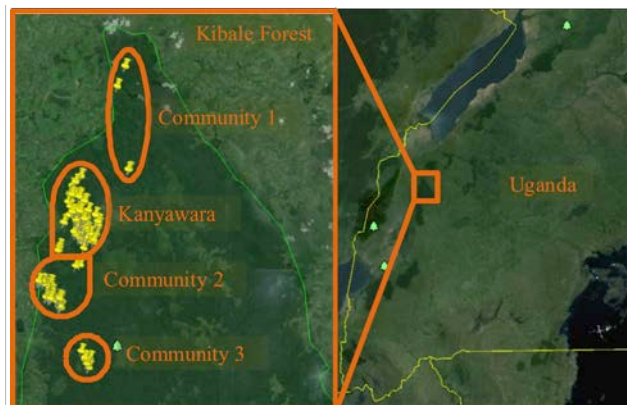 Kibale Forest
Community 1
Kanyawara
Uganda
Community 2
Community 3